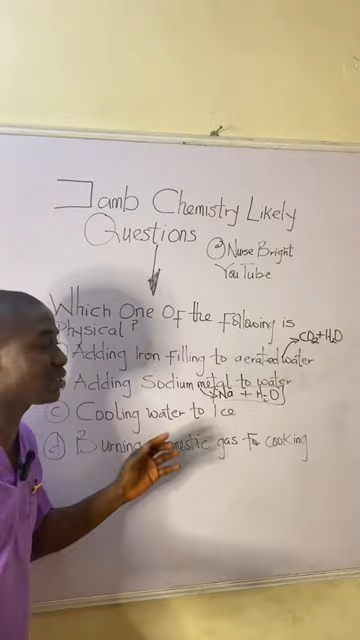 Jamb Chemistry Likely
Questions
@ Nurse Bright
YouTube
Which One Of the Following is
Physical ?
Adding Iron Filling to aerated water
CO2 + H2O
Adding Sodium metal to water
Na + H2O
(c) Cooling water to Ice
(d) Burning gas for cooking